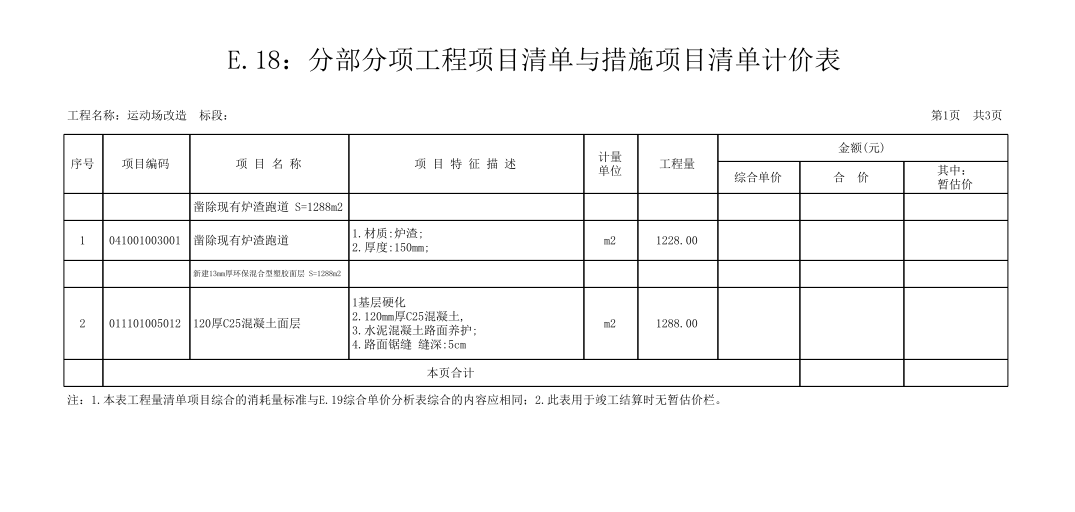 E.18：分部分项工程项目清单与措施项目清单计价表
工程名称：运动场改造 标段：
第1页 共3页
序号 项目编码 项 目 名 称 项 目 特 征 描 述 计量单位 工程量 金额(元)
综合单价 合 价 其中：暂估价
凿除现有炉渣跑道 S=1288m2
1 041001003001 凿除现有炉渣跑道 1.材质:炉渣; 2.厚度:150mm; m2 1228.00
新建13mm厚环保混合型塑胶面层 S=1288m2
2 011101005012 120厚C25混凝土面层 1基层硬化 2.120mm厚C25混凝土, 3.水泥混凝土路面养护; 4.路面锯缝 缝深:5cm m2 1288.00
本页合计
注：1.本表工程量清单项目综合的消耗量标准与E.19综合单价分析表综合的内容应相同；2.此表用于竣工结算时无暂估价栏。